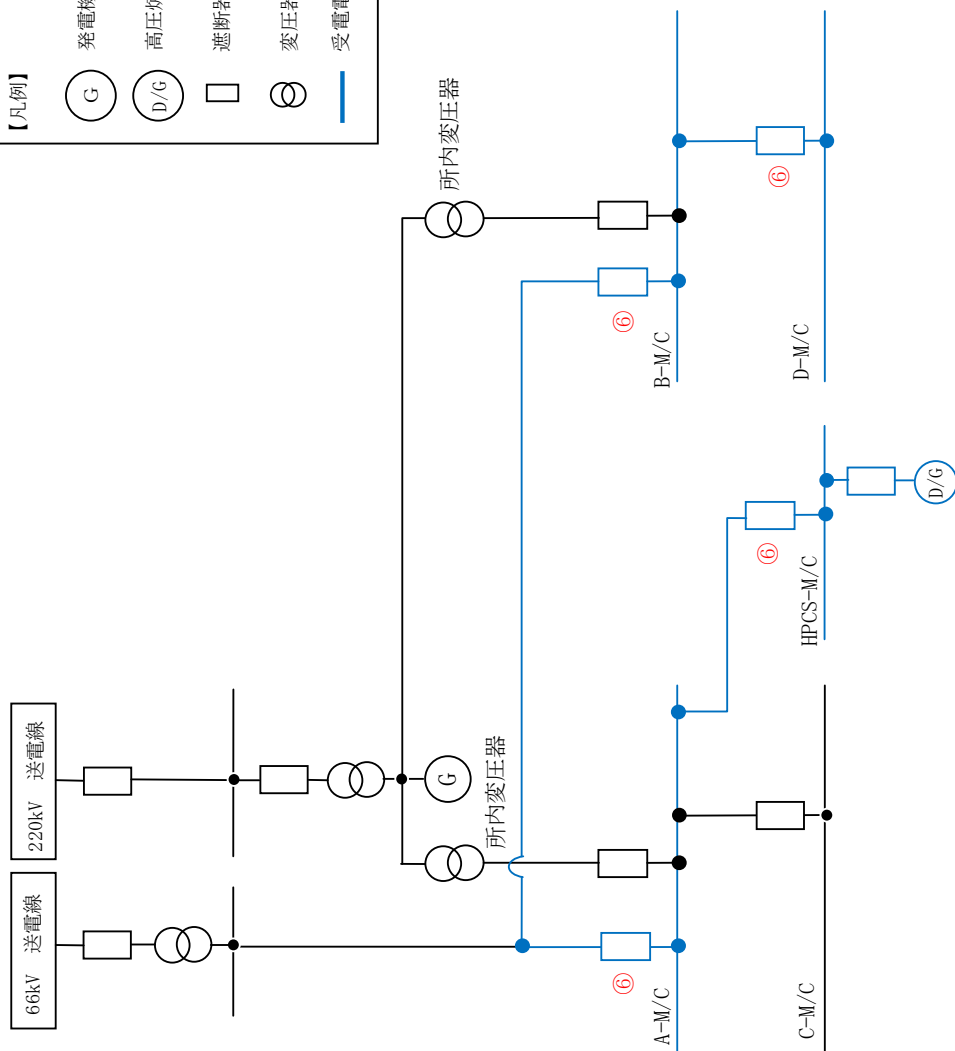 【凡例】
G 発電機
D/G 高圧炉
遮断器
変圧器
受電電
220kV 送電線
66kV 送電線
所内変圧器
所内変圧器
G
⑥
⑥
⑥
⑥
⑥
A-M/C
B-M/C
C-M/C
D-M/C
HPCS-M/C
D/G